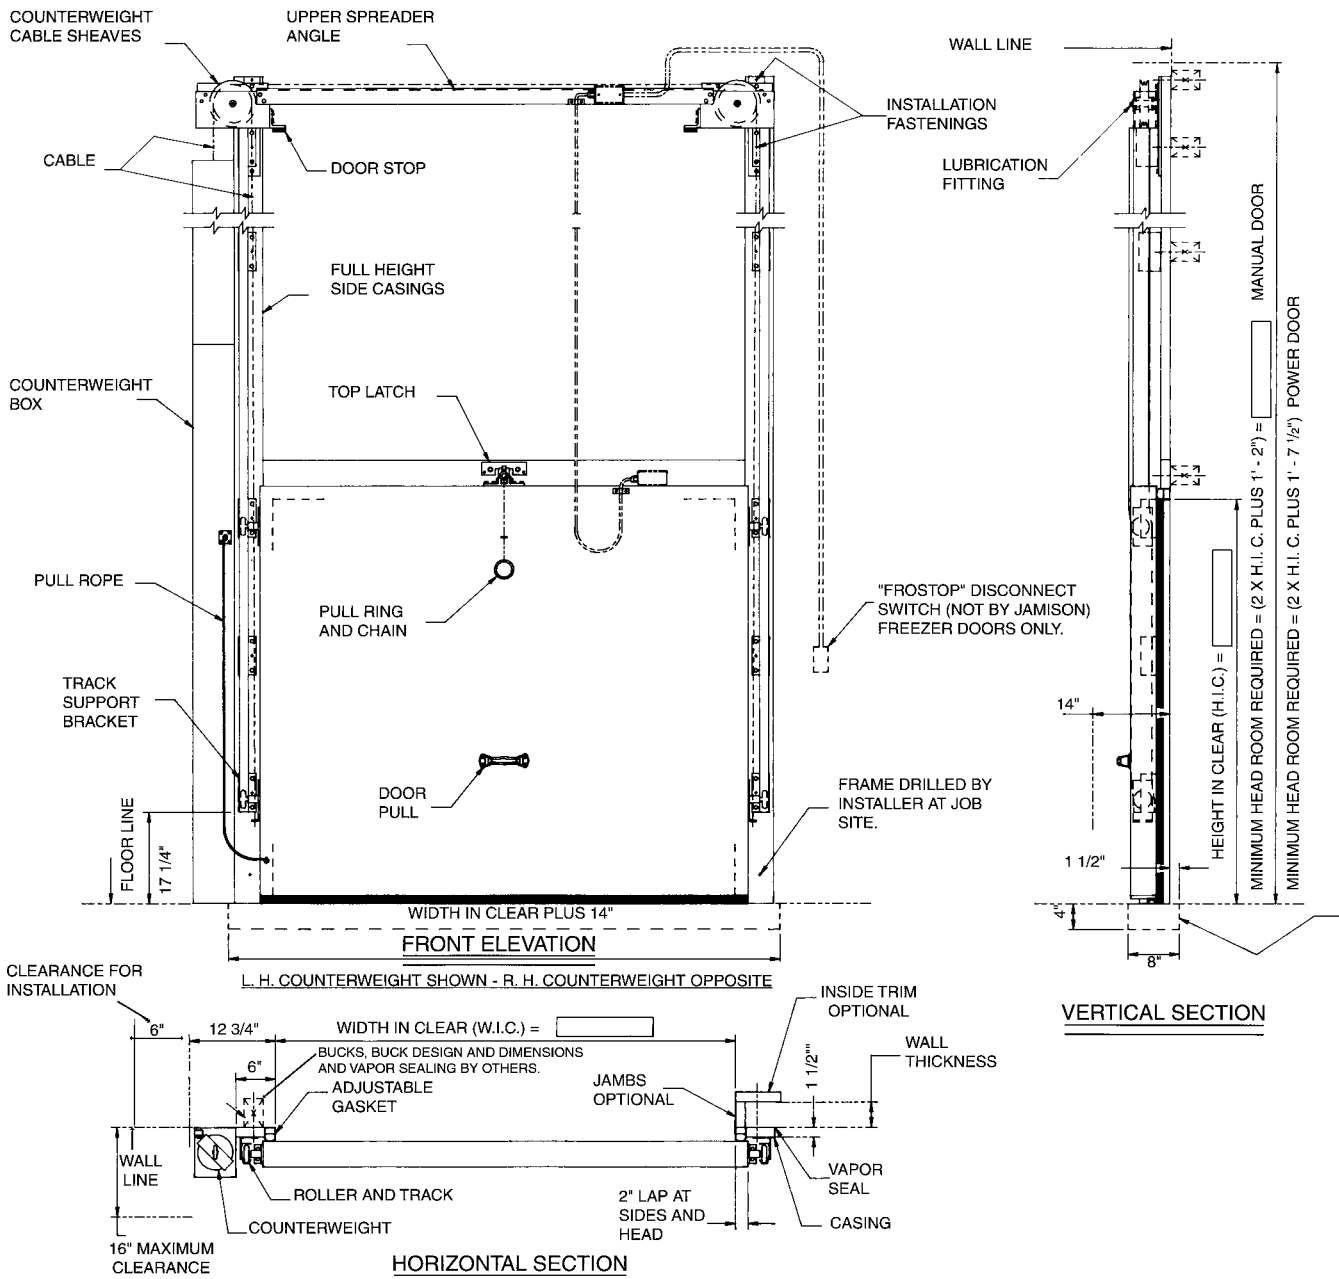 COUNTERWEIGHT
CABLE SHEAVES
UPPER SPREADER
ANGLE
WALL LINE
INSTALLATION
FASTENINGS
CABLE
DOOR STOP
LUBRICATION
FITTING
FULL HEIGHT
SIDE CASINGS
COUNTERWEIGHT
BOX
TOP LATCH
PULL ROPE
PULL RING
AND CHAIN
"FROSTOP" DISCONNECT
SWITCH (NOT BY JAMISON)
FREEZER DOORS ONLY.
TRACK
SUPPORT
BRACKET
DOOR
PULL
FRAME DRILLED BY
INSTALLER AT JOB
SITE.
FLOOR LINE
17 1/4"
14"
1 1/2"
4"
8"
HEIGHT IN CLEAR (H.I.C.) =
MINIMUM HEAD ROOM REQUIRED = (2 X H.I. C. PLUS 1' - 2") = MANUAL DOOR
MINIMUM HEAD ROOM REQUIRED = (2 X H.I. C. PLUS 1' - 7 1/2") POWER DOOR
WIDTH IN CLEAR PLUS 14"
FRONT ELEVATION
L. H. COUNTERWEIGHT SHOWN - R. H. COUNTERWEIGHT OPPOSITE
VERTICAL SECTION
CLEARANCE FOR
INSTALLATION
6"
12 3/4"
WIDTH IN CLEAR (W.I.C.) =
INSIDE TRIM
OPTIONAL
WALL
THICKNESS
1 1/2""
6"
BUCKS, BUCK DESIGN AND DIMENSIONS
AND VAPOR SEALING BY OTHERS.
ADJUSTABLE
GASKET
JAMBS
OPTIONAL
WALL
LINE
ROLLER AND TRACK
COUNTERWEIGHT
2" LAP AT
SIDES AND
HEAD
VAPOR
SEAL
CASING
16" MAXIMUM
CLEARANCE
HORIZONTAL SECTION